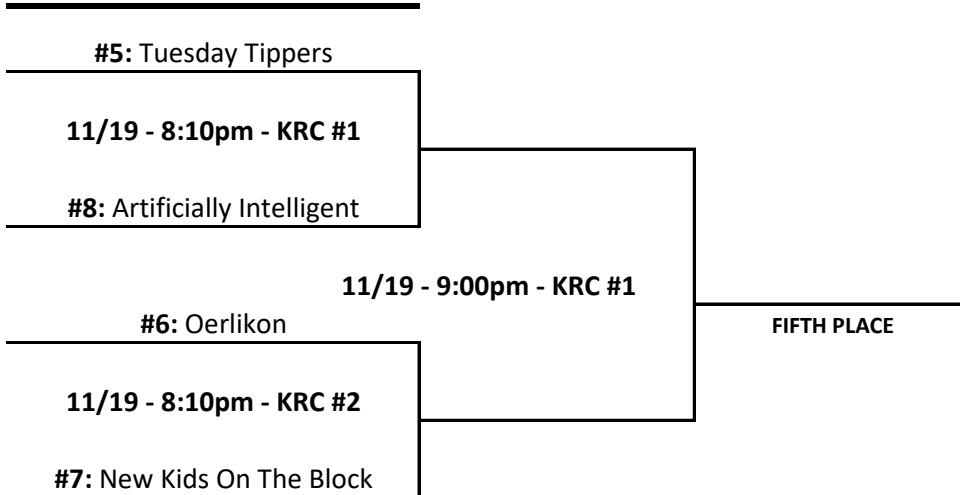 #5: Tuesday Tippers
11/19 - 8:10pm - KRC #1
#8: Artificially Intelligent
11/19 - 9:00pm - KRC #1
#6: Oerlikon
FIFTH PLACE
11/19 - 8:10pm - KRC #2
#7: New Kids On The Block